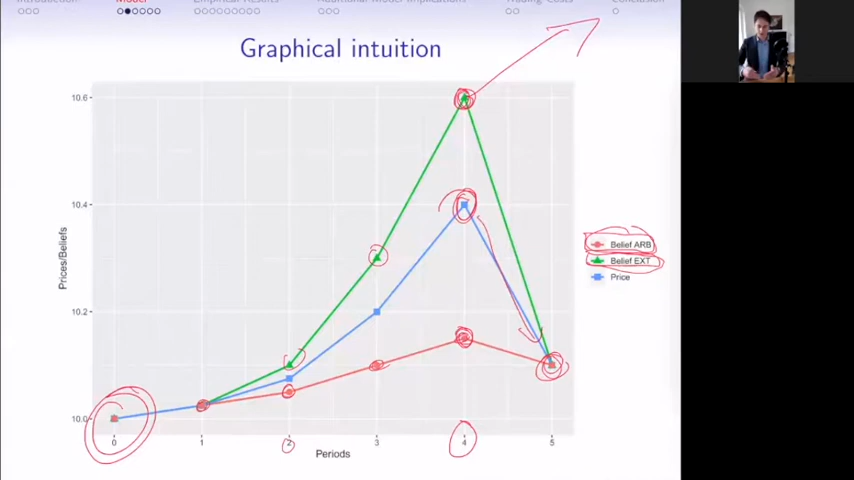 Introduction Model Empirical Results Additional Model Implications Trading Costs Conclusion
Graphical intuition
10.6
10.4
10.2
10.0
Prices/Beliefs
0 1 2 3 4 5
Periods
Belief ARB
Belief EXT
Price